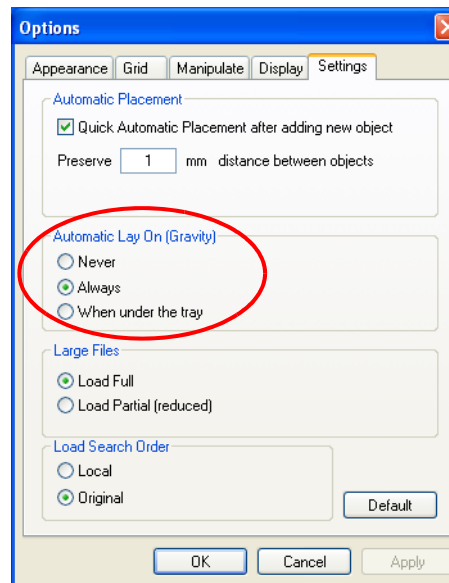 Options
Appearance Grid Manipulate Display Settings
Automatic Placement
Quick Automatic Placement after adding new object
Preserve 1 mm distance between objects
Automatic Lay On (Gravity)
Never
Always
When under the tray
Large Files
Load Full
Load Partial (reduced)
Load Search Order
Local
Original
Default
OK Cancel Apply